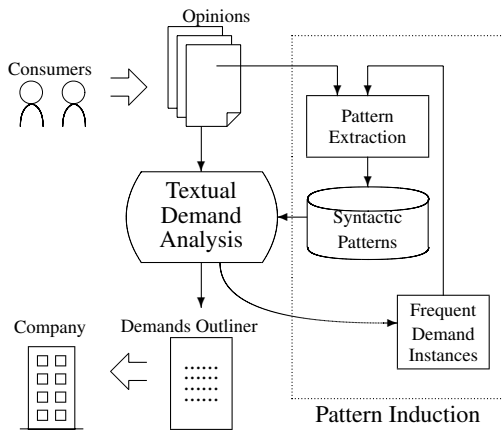 Opinions
Consumers
Pattern
Extraction
Textual
Demand
Analysis
Syntactic
Patterns
Company
Demands Outliner
Frequent
Demand
Instances
Pattern Induction